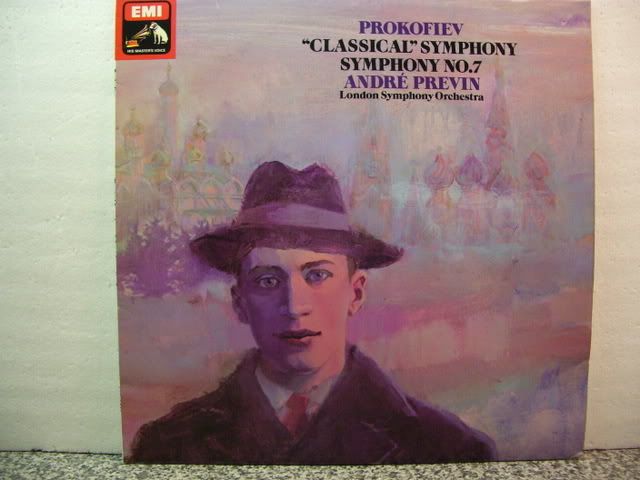 EMI
HIS MASTER'S VOICE
PROKOFIEV
“CLASSICAL” SYMPHONY
SYMPHONY NO.7
ANDRÉ PREVIN
London Symphony Orchestra